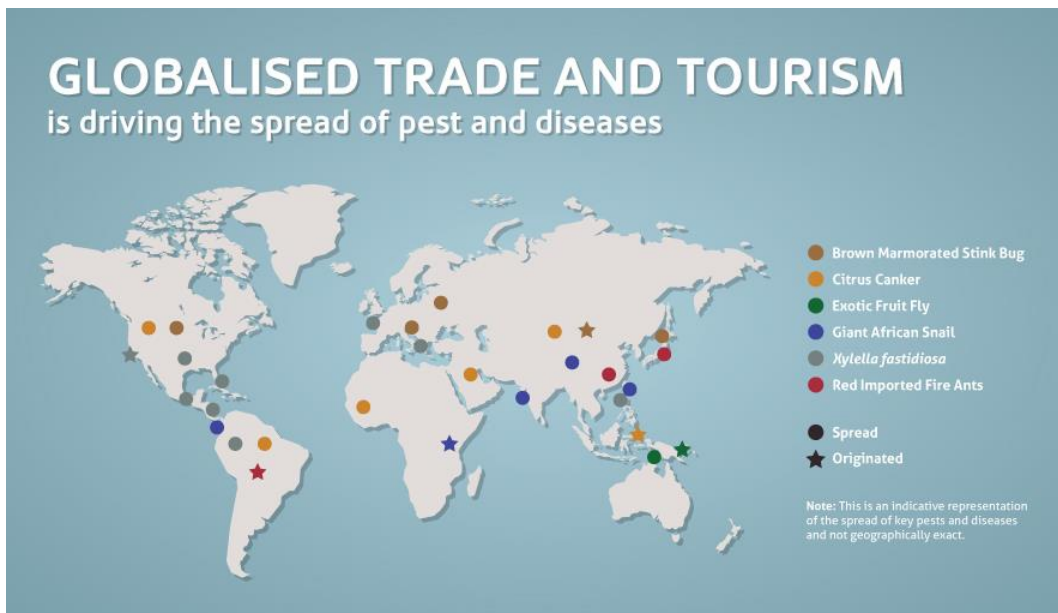 GLOBALISED TRADE AND TOURISM
is driving the spread of pest and diseases
Brown Marmorated Stink Bug
Citrus Canker
Exotic Fruit Fly
Giant African Snail
Xylella fastidiosa
Red Imported Fire Ants
Spread
Originated
Note: This is an indicative representation
of the spread of key pests and diseases
and not geographically exact.